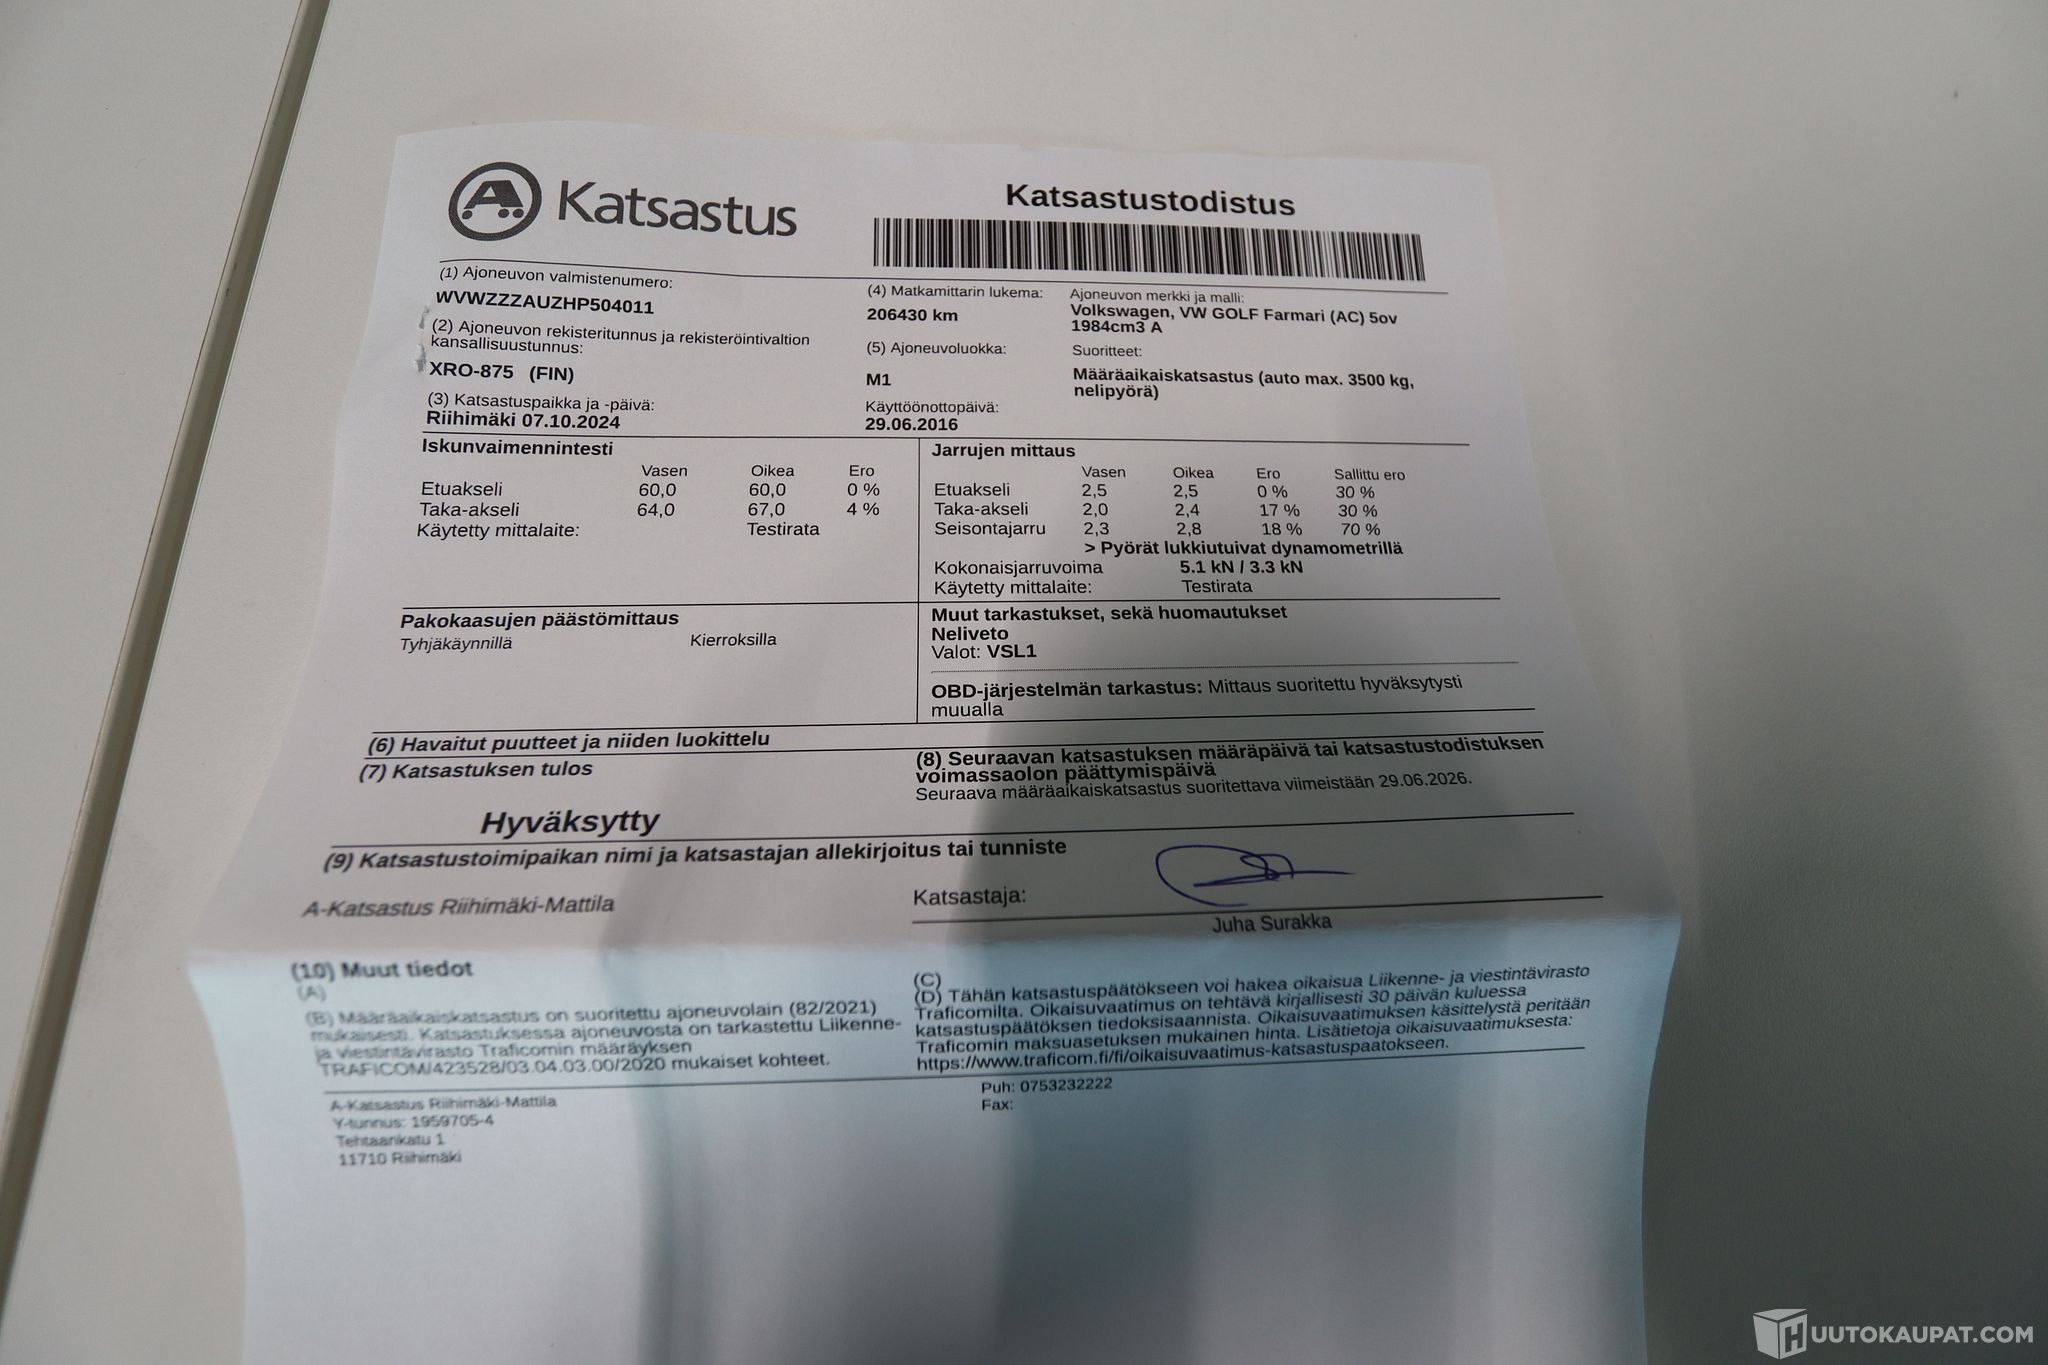 A Katsastus
Katsastustodistus
(1) Ajoneuvon valmistenumero:
WVWZZZAUZHP504011
(2) Ajoneuvon rekisteritunnus ja rekisteröintivaltion
kansallisuustunnus:
XRO-875 (FIN)
(3) Katsastuspaikka ja -päivä:
Riihimäki 07.10.2024
(4) Matkamittarin lukema:
206430 km
(5) Ajoneuvoluokka:
M1
Käyttöönottopäivä:
29.06.2016
Ajoneuvon merkki ja malli:
Volkswagen, VW GOLF Farmari (AC) 5ov
1984cm3 A
Suoritteet:
Määräaikaiskatsastus (auto max. 3500 kg,
nelipyörä)
Iskunvaimennintesti
Vasen Oikea Ero
Etuakseli 60,0 60,0 0 %
Taka-akseli 64,0 67,0 4 %
Käytetty mittalaite: Testirata
Jarrujen mittaus
Vasen Oikea Ero Sallittu ero
Etuakseli 2,5 2,5 0 % 30 %
Taka-akseli 2,0 2,4 17 % 30 %
Seisontajarru 2,3 2,8 18 % 70 %
> Pyörät lukkiutuivat dynamometrillä
Kokonaisjarruvoima 5.1 kN / 3.3 kN
Käytetty mittalaite: Testirata
Pakokaasujen päästömittaus
Tyhjäkäynnillä Kierroksilla
Muut tarkastukset, sekä huomautukset
Neliveto
Valot: VSL1
OBD-järjestelmän tarkastus: Mittaus suoritettu hyväksytysti
muualla
(6) Havaitut puutteet ja niiden luokittelu
(7) Katsastuksen tulos
Hyväksytty
(8) Seuraavan katsastuksen määräpäivä tai katsastustodistuksen
voimassaolon päättymispäivä
Seuraava määräaikaiskatsastus suoritettava viimeistään 29.06.2026.
(9) Katsastustoimipaikan nimi ja katsastajan allekirjoitus tai tunniste
A-Katsastus Riihimäki-Mattila
Katsastaja:
Juha Surakka
(10) Muut tiedot
(A)
(B) Määräaikaiskatsastus on suoritettu ajoneuvolain (82/2021)
mukaisesti. Katsastuksessa ajoneuvosta on tarkastettu Liikenne-
ja viestintävirasto Traficomin määräyksen
TRAFICOM/423528/03.04.03.00/2020 mukaiset kohteet.
(C)
(D) Tähän katsastuspäätökseen voi hakea oikaisua Liikenne- ja viestintävirasto
Traficomilta. Oikaisuvaatimus on tehtävä kirjallisesti 30 päivän kuluessa
katsastuspäätöksen tiedoksisaannista. Oikaisuvaatimuksen käsittelystä peritään
Traficomin maksuasetuksen mukainen hinta. Lisätietoja oikaisuvaatimuksesta:
https://www.traficom.fi/fi/oikaisuvaatimus-katsastuspaatokseen.
A-Katsastus Riihimäki-Mattila
Y-tunnus: 1959705-4
Tehtaankatu 1
11710 Riihimäki
Puh: 0753232222
Fax:
HUUTOKAUPAT.COM